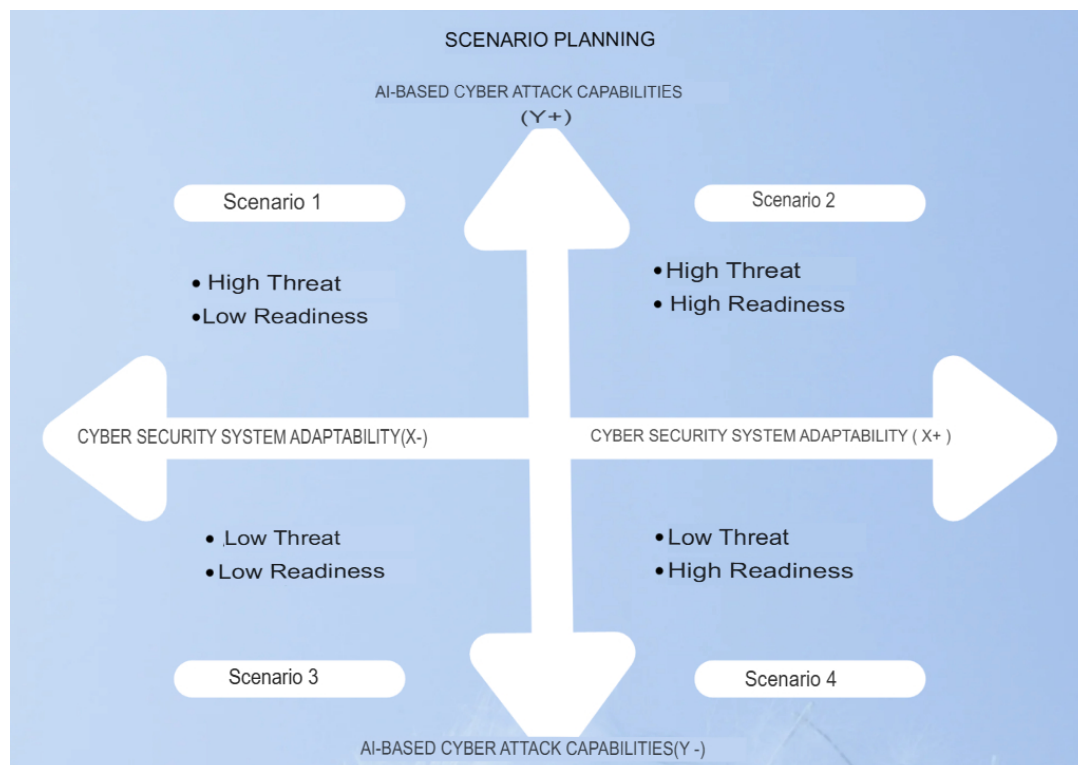 SCENARIO PLANNING
AI-BASED CYBER ATTACK CAPABILITIES
(Y+)
Scenario 1
Scenario 2
• High Threat
•Low Readiness
•High Threat
• High Readiness
CYBER SECURITY SYSTEM ADAPTABILITY(X-)
CYBER SECURITY SYSTEM ADAPTABILITY ( X+ )
• Low Threat
• Low Readiness
•Low Threat
•High Readiness
Scenario 3
Scenario 4
AI-BASED CYBER ATTACK CAPABILITIES(Y -)